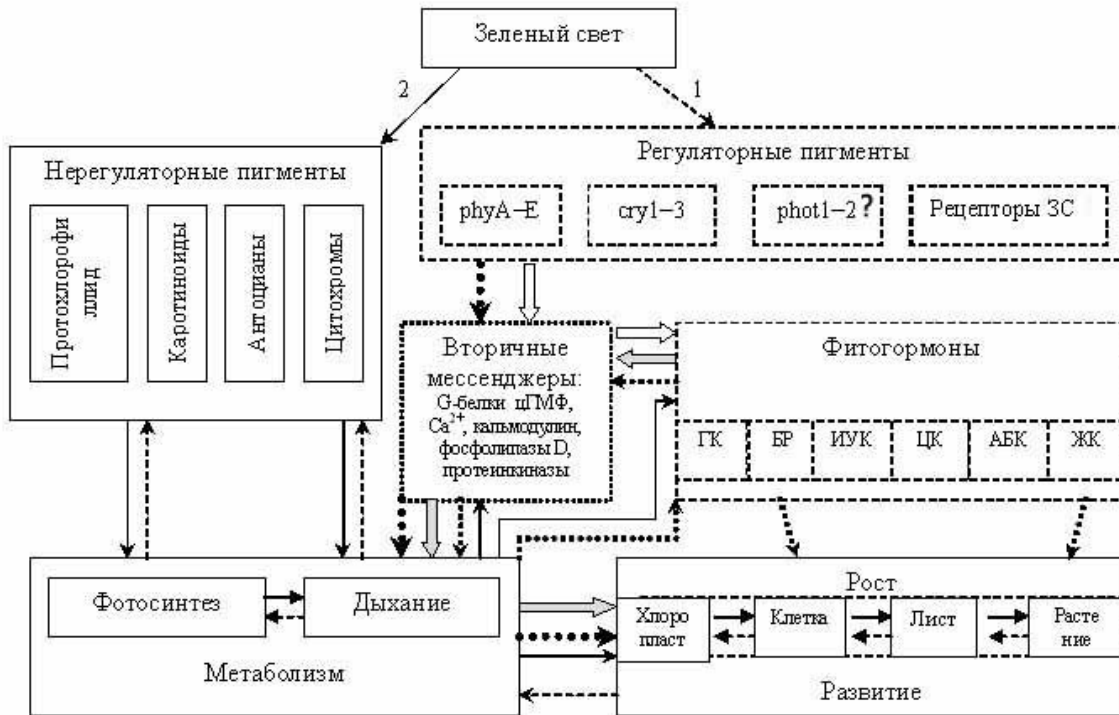 Зеленый свет
2
1
Нерегуляторные пигменты
Протохлорофи
ллид
Каротиноиды
Антоцианы
Цитохромы
Регуляторные пигменты
phyA–E
cry1–3
phot1–2?
Рецепторы ЗС
Вторичные
мессенджеры:
G-белки цГМФ,
Ca²⁺, кальмодулин,
фосфолипазы D,
протеинкиназы
Фитогормоны
ГК
БР
ИУК
ЦК
АБК
ЖК
Фотосинтез
Дыхание
Метаболизм
Рост
Хлоро
пласт
Клетка
Лист
Расте
ние
Развитие